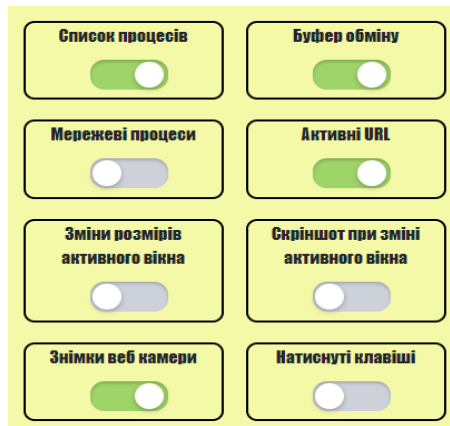 Список процесів
Буфер обміну
Мережеві процеси
Активні URL
Зміни розмірів
активного вікна
Скріншот при зміні
активного вікна
Знімки веб камери
Натиснуті клавіші